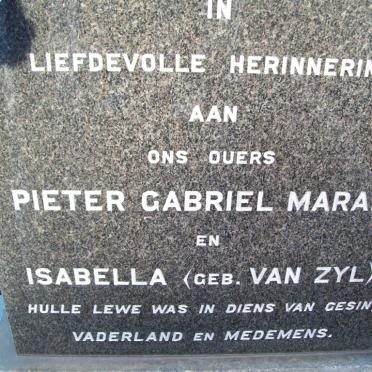 IN
LIEFDEVOLLE HERINNERIN
AAN
ONS OUERS
PIETER GABRIEL MARA
EN
ISABELLA (GEB. VAN ZYL)
HULLE LEWE WAS IN DIENS VAN GESIN
VADERLAND EN MEDEMENS.